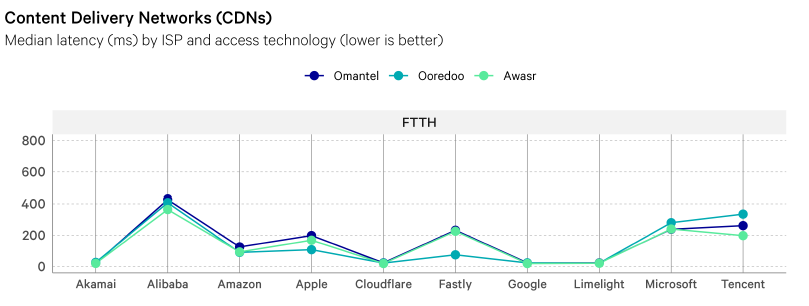 Content Delivery Networks (CDNs)
Median latency (ms) by ISP and access technology (lower is better)
Omantel Ooredoo Awasr
FTTH
800
600
400
200
0
Akamai Alibaba Amazon Apple Cloudflare Fastly Google Limelight Microsoft Tencent